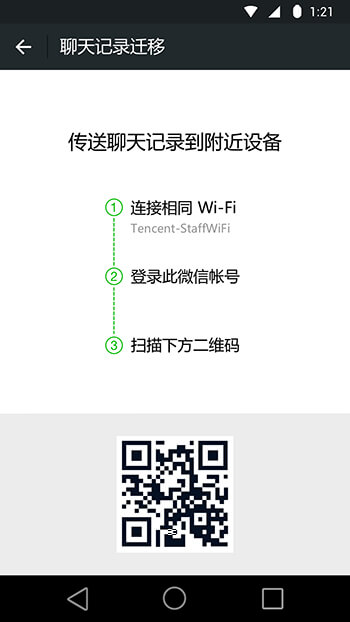 1:21
聊天记录迁移
传送聊天记录到附近设备
1 连接相同 Wi-Fi
Tencent-StaffWiFi
2 登录此微信帐号
3 扫描下方二维码